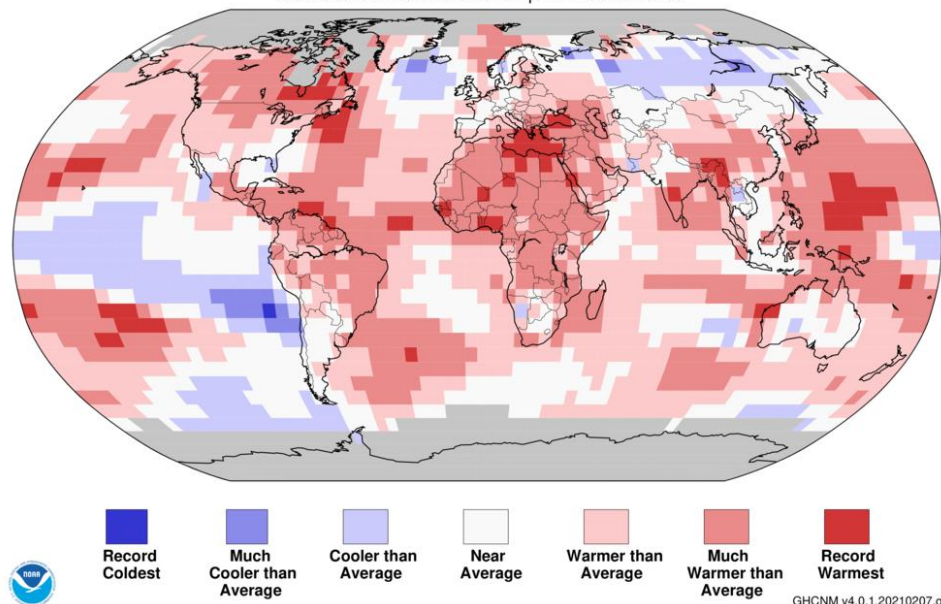 Record
Coldest
Much
Cooler than
Average
Cooler than
Average
Near
Average
Warmer than
Average
Much
Warmer than
Average
Record
Warmest
NOAA
GHCNM v4.0.1.20210207.q